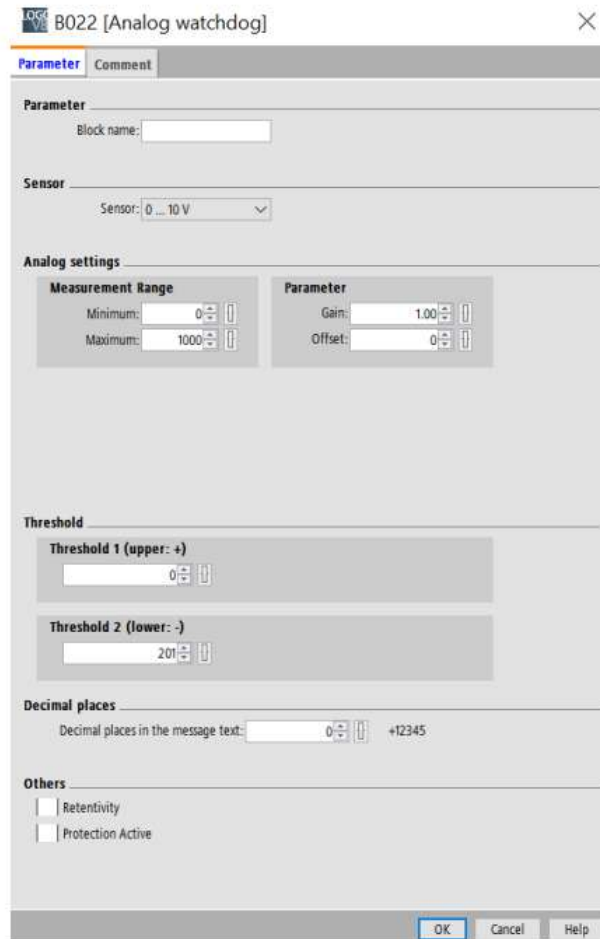 LOGO V8 B022 [Analog watchdog]
Parameter Comment
Parameter
Block name:
Sensor
Sensor: 0 ... 10 V
Analog settings
Measurement Range
Minimum: 0
Maximum: 1000
Parameter
Gain: 1.00
Offset: 0
Threshold
Threshold 1 (upper: +)
0
Threshold 2 (lower: -)
201
Decimal places
Decimal places in the message text: 0 +12345
Others
Retentivity
Protection Active
OK Cancel Help